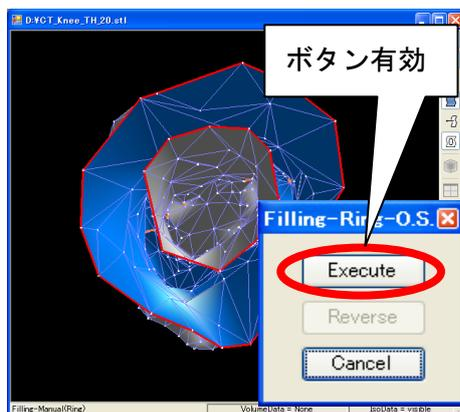 D:¥CT_Knee_TH_20.stl
ボタン有効
Filling-Ring-O.S.
Execute
Reverse
Cancel
Filling-Manual(Ring)
VolumeData = None
IsoData = visible